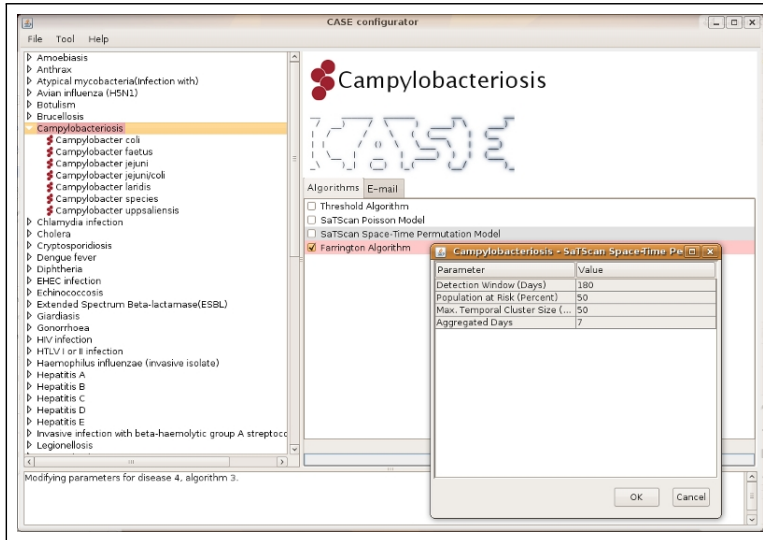 CASE configurator
File Tool Help
Amoebiasis
Anthrax
Atypical mycobacteria(Infection with)
Avian influenza (H5N1)
Botulism
Brucellosis
Campylobacteriosis
Campylobacter coli
Campylobacter faetus
Campylobacter jejuni
Campylobacter jejuni/coli
Campylobacter laridis
Campylobacter species
Campylobacter uppsaliensis
Chlamydia infection
Cholera
Cryptosporidiosis
Dengue fever
Diphtheria
EHEC infection
Echinococcosis
Extended Spectrum Beta-lactamase(ESBL)
Giardiasis
Gonorrhoea
HIV infection
HTLV I or II infection
Haemophilus influenzae (invasive isolate)
Hepatitis A
Hepatitis B
Hepatitis C
Hepatitis D
Hepatitis E
Invasive infection with beta-haemolytic group A streptocc
Legionellosis
Campylobacteriosis
CASE
Algorithms E-mail
Threshold Algorithm
SaTScan Poisson Model
SaTScan Space-Time Permutation Model
Farrington Algorithm
Campylobacteriosis - SaTScan Space-Time Pe
Parameter Value
Detection Window (Days) 180
Population at Risk (Percent) 50
Max. Temporal Cluster Size (... 50
Aggregated Days 7
OK Cancel
Modifying parameters for disease 4, algorithm 3.